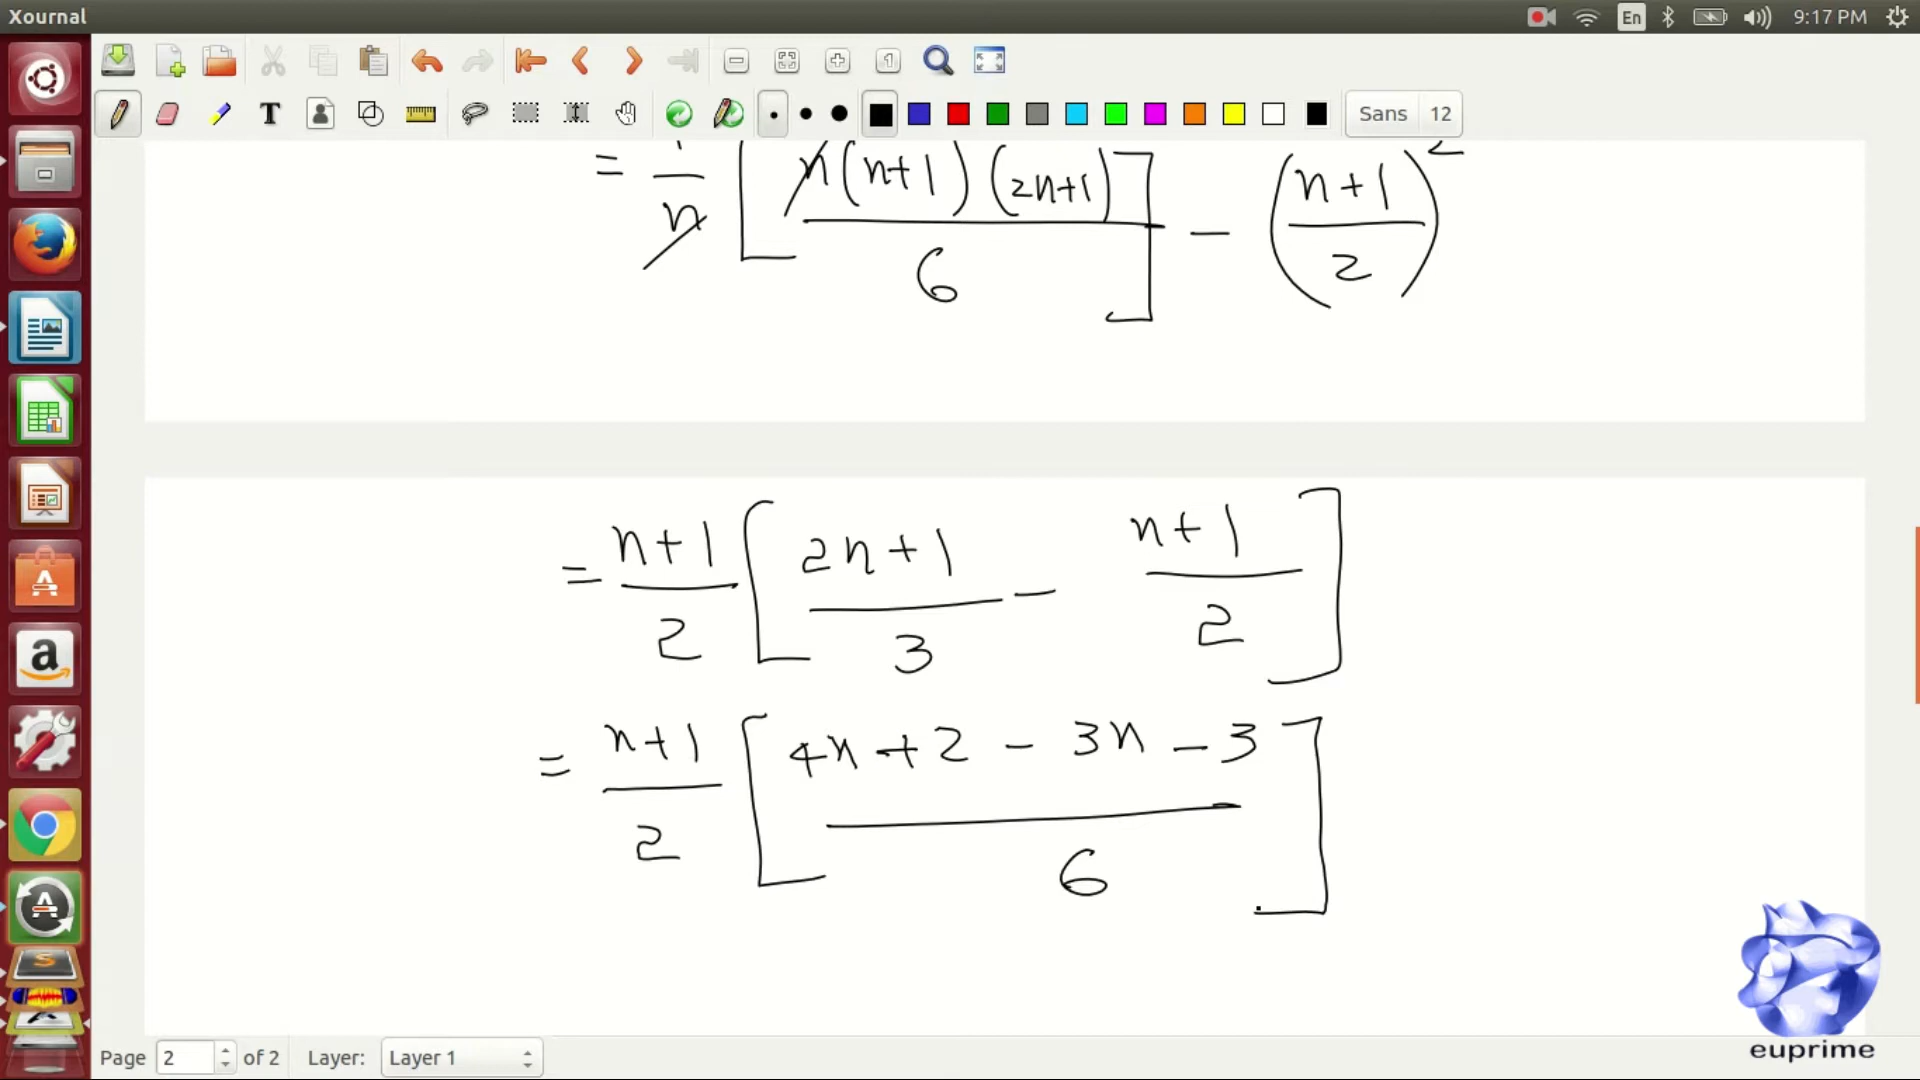 Xournal
En
9:17 PM
T
Sans 12
= 1/n [ n(n+1)(2n+1) / 6 ] - ( n+1 / 2 )^2
= n+1 / 2 [ 2n+1 / 3 - n+1 / 2 ]
= n+1 / 2 [ 4n+2 - 3n - 3 / 6 ]
Page 2 of 2 Layer: Layer 1
euprime